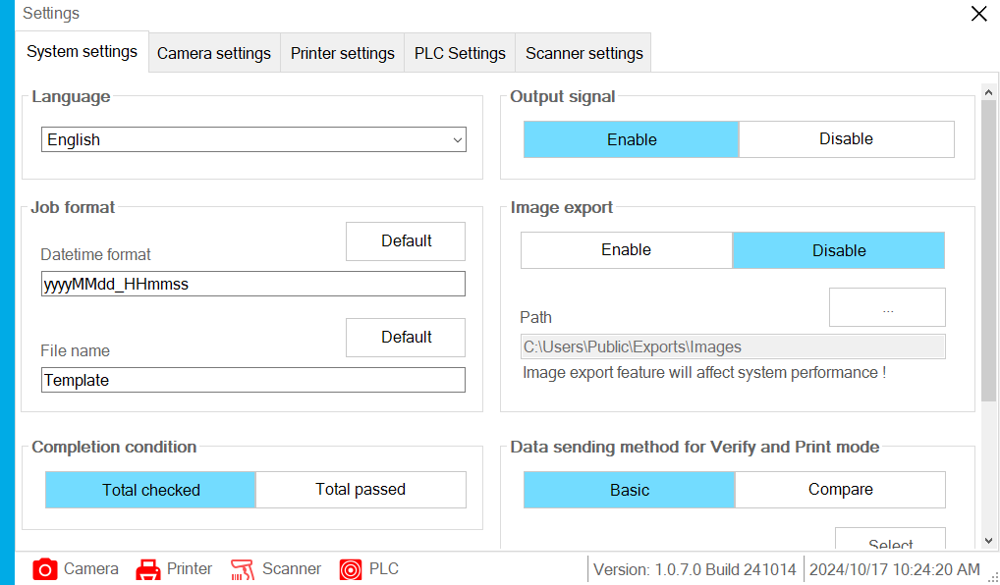 Settings
System settings
Camera settings
Printer settings
PLC Settings
Scanner settings
Language
English
Output signal
Enable
Disable
Job format
Default
Datetime format
yyyyMMdd_HHmmss
Default
File name
Template
Image export
Enable
Disable
...
Path
C:\Users\Public\Exports\Images
Image export feature will affect system performance !
Completion condition
Total checked
Total passed
Data sending method for Verify and Print mode
Basic
Compare
Select
Camera
Printer
Scanner
PLC
Version: 1.0.7.0 Build 241014
2024/10/17 10:24:20 AM